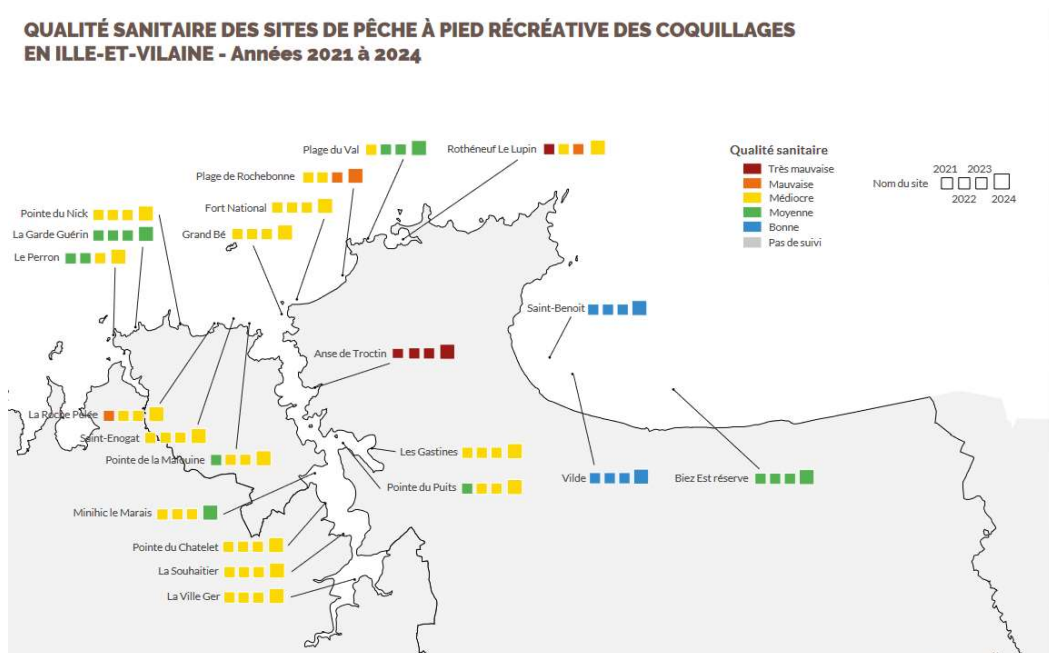 QUALITÉ SANITAIRE DES SITES DE PÊCHE À PIED RÉCRÉATIVE DES COQUILLAGES
EN ILLE-ET-VILAINE - Années 2021 à 2024
Plage du Val
Rothéneuf Le Lupin
Plage de Rochebonne
Fort National
Grand Bé
Pointe du Nick
La Garde Guérin
Le Perron
Qualité sanitaire
Très mauvaise
Mauvaise
Médiocre
Moyenne
Bonne
Pas de suivi
2021 2023
Nom du site
2022 2024
Saint-Benoit
Anse de Troctin
La Roche Pelée
Saint-Enogat
Pointe de la Malouine
Les Gastines
Pointe du Puits
Vilde
Biez Est réserve
Minihic le Marais
Pointe du Chatelet
La Souhaitier
La Ville Ger